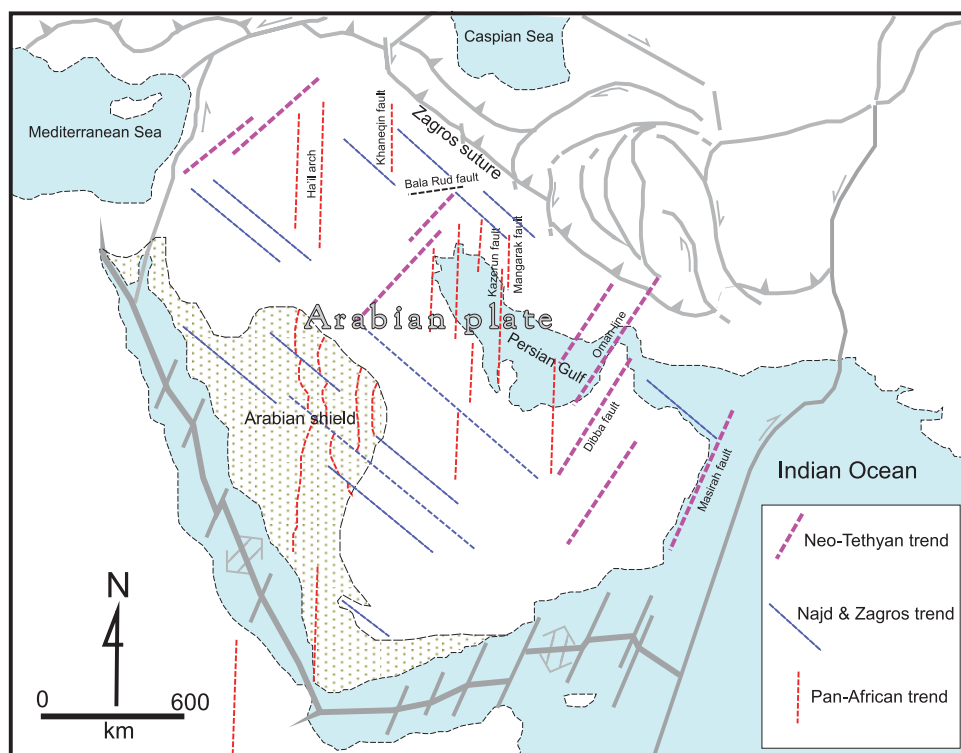 Caspian Sea
Mediterranean Sea
Zagros suture
Khaneqin fault
Ha'il arch
Bala Rud fault
Kazerun fault
Mangarak fault
Arabian plate
Persian Gulf
Oman line
Arabian shield
Dibba fault
Masirah fault
Indian Ocean
Neo-Tethyan trend
Najd & Zagros trend
Pan-African trend
N
0 600
km